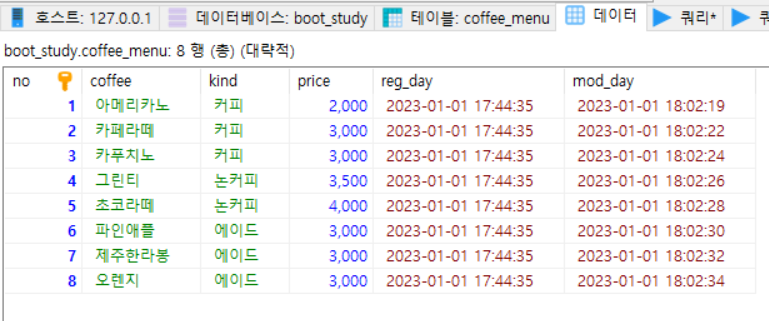 호스트: 127.0.0.1 데이터베이스: boot_study 테이블: coffee_menu 데이터 쿼리*
boot_study.coffee_menu: 8 행 (총) (대략적)
no coffee kind price reg_day mod_day
1 아메리카노 커피 2,000 2023-01-01 17:44:35 2023-01-01 18:02:19
2 카페라떼 커피 3,000 2023-01-01 17:44:35 2023-01-01 18:02:22
3 카푸치노 커피 3,000 2023-01-01 17:44:35 2023-01-01 18:02:24
4 그린티 논커피 3,500 2023-01-01 17:44:35 2023-01-01 18:02:26
5 초코라떼 논커피 4,000 2023-01-01 17:44:35 2023-01-01 18:02:28
6 파인애플 에이드 3,000 2023-01-01 17:44:35 2023-01-01 18:02:30
7 제주한라봉 에이드 3,000 2023-01-01 17:44:35 2023-01-01 18:02:32
8 오렌지 에이드 3,000 2023-01-01 17:44:35 2023-01-01 18:02:34